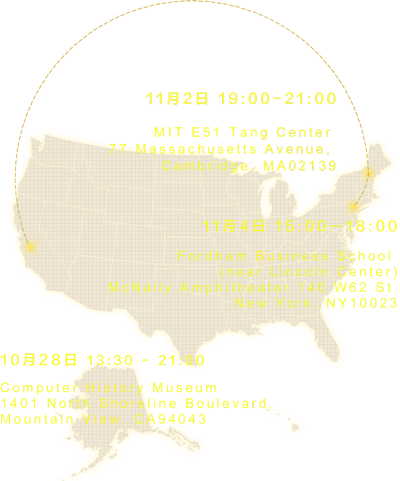 11月2日 19:00~21:00
MIT E51 Tang Center
77 Massachusetts Avenue,
Cambridge, MA02139
11月4日 15:00~18:00
Fordham Business School
(near Lincoln Center)
McNally Amphitheater 140 W62 St.
New York, NY10023
10月28日 13:30 ~ 21:00
Computer History Museum
1401 North Shoreline Boulevard,
Mountain View, CA94043